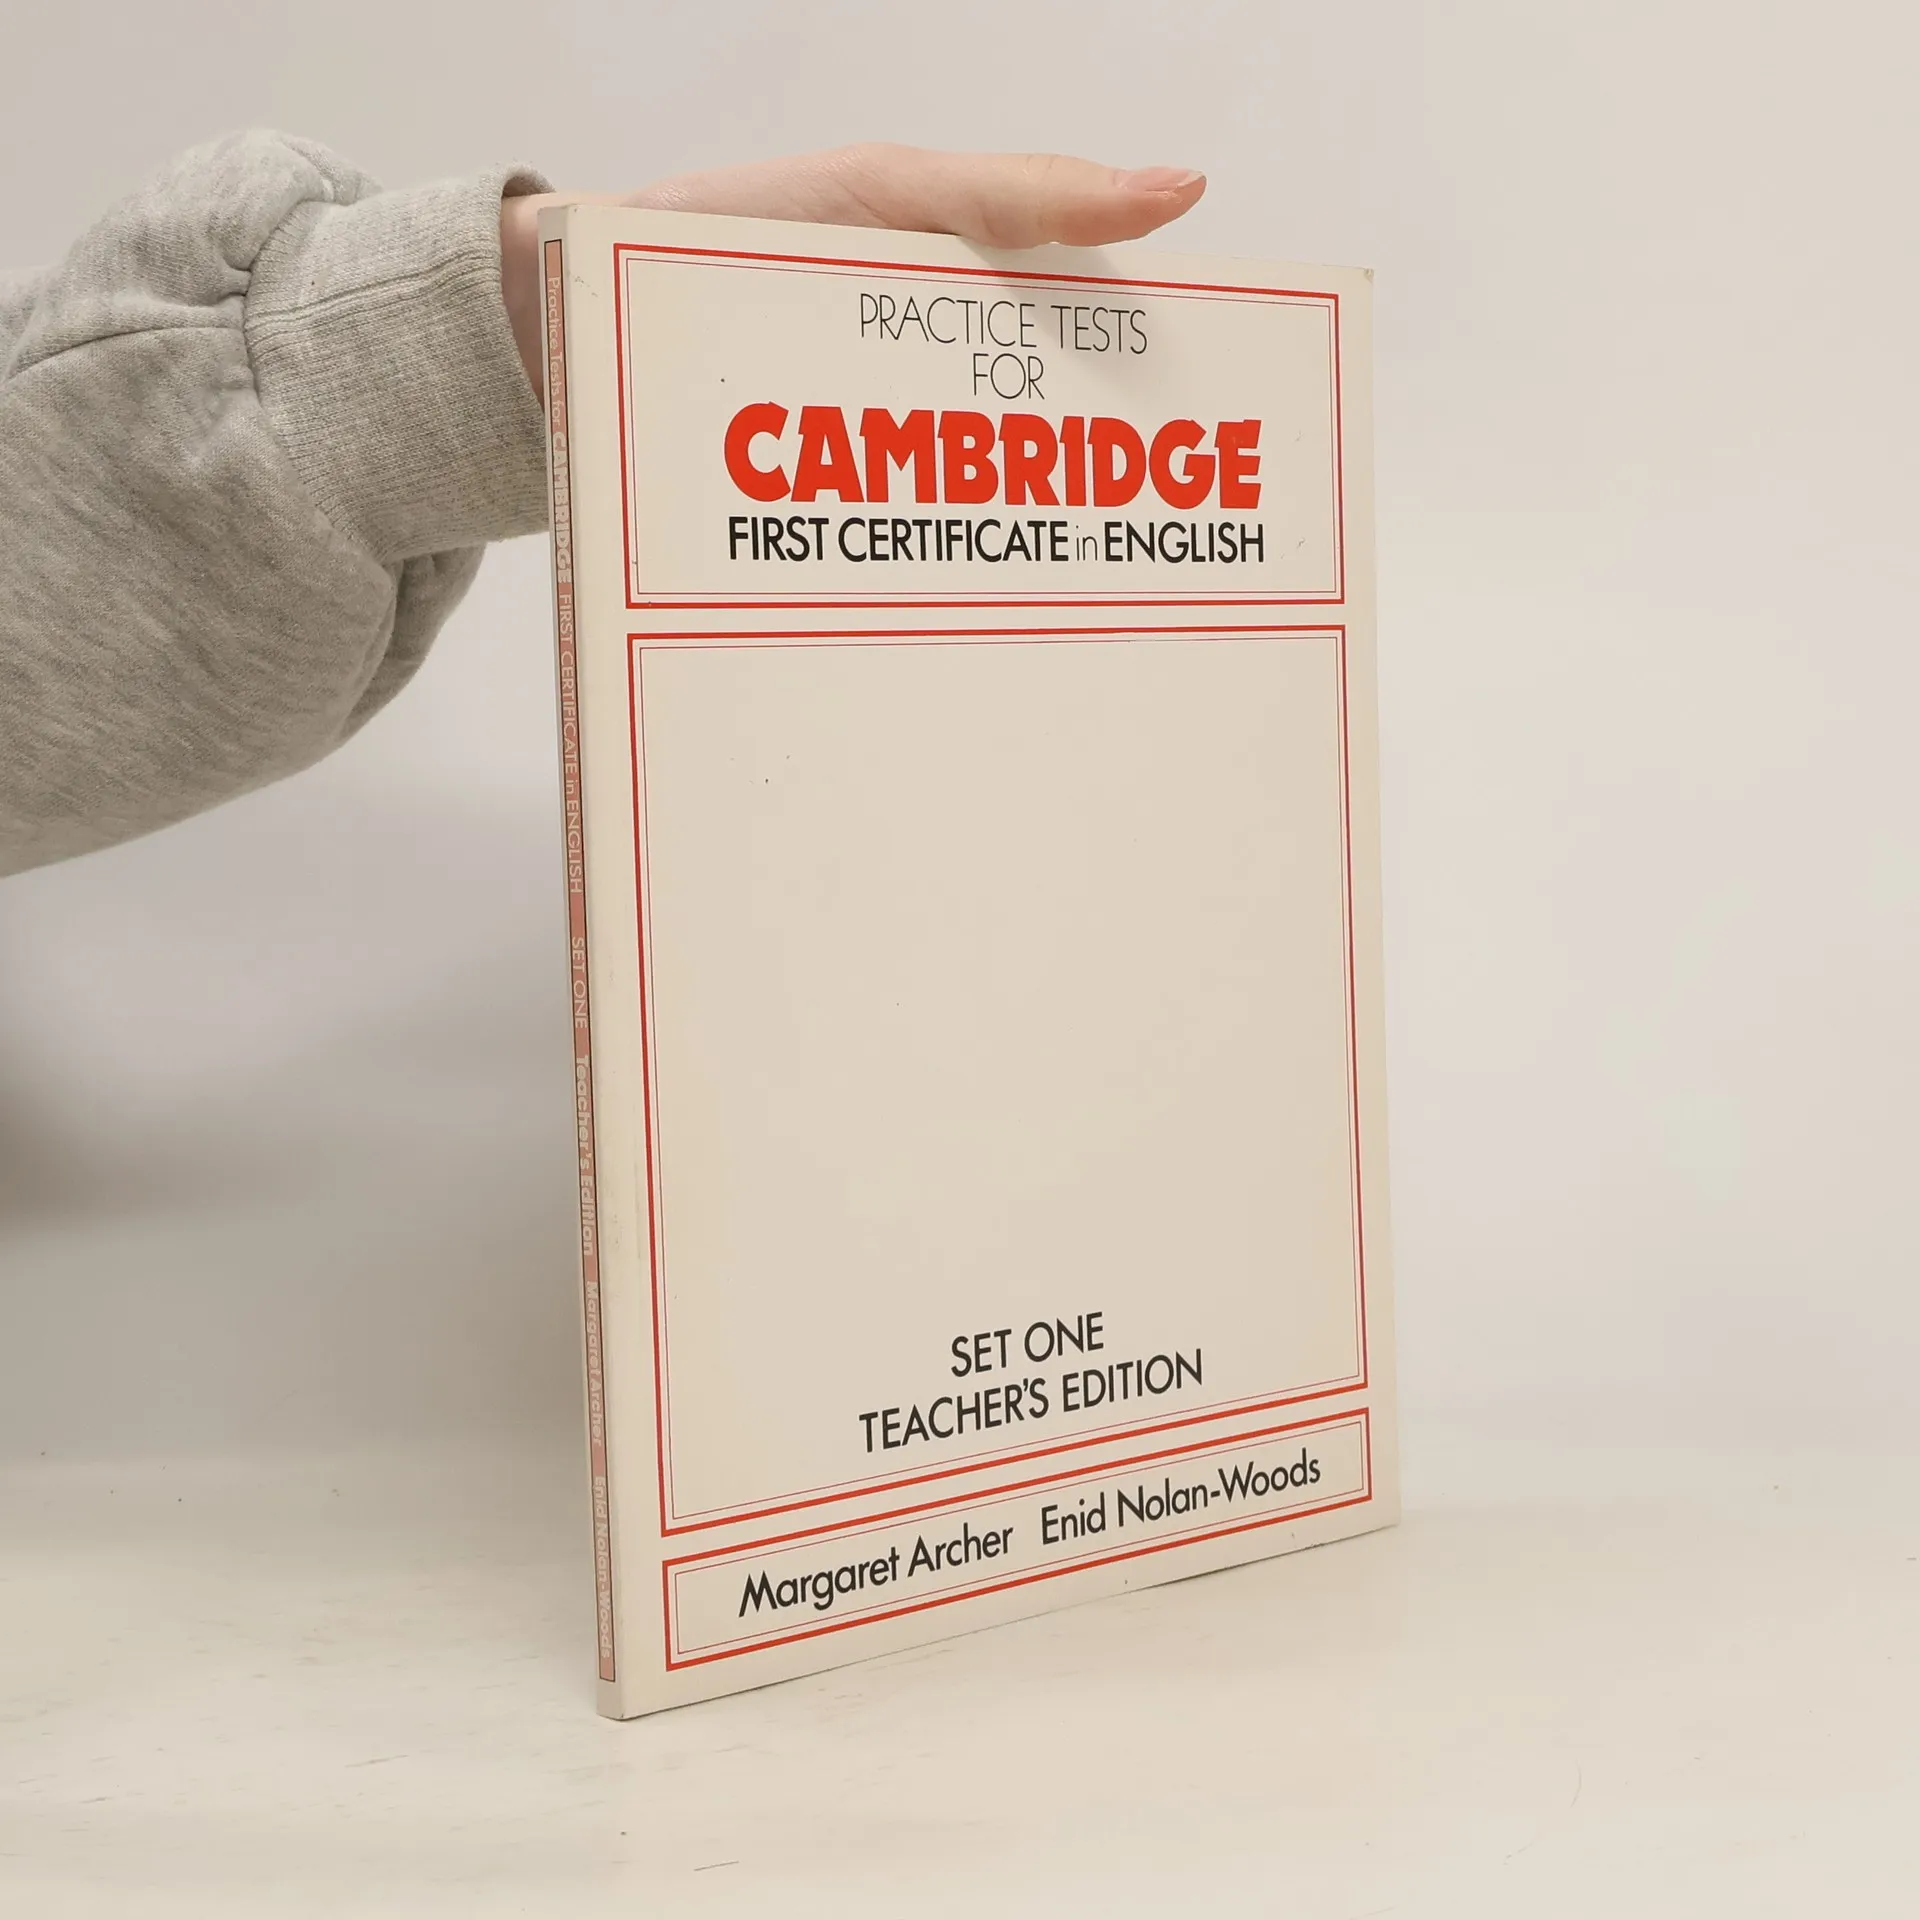 PRACTICE TESTS
FOR
CAMBRIDGE
FIRST CERTIFICATE in ENGLISH
SET ONE
TEACHER'S EDITION
Margaret Archer Enid Nolan-Woods
Practice Tests for CAMBRIDGE FIRST CERTIFICATE in ENGLISH SET ONE Teacher's Edition Margaret Archer Enid Nolan-Woods